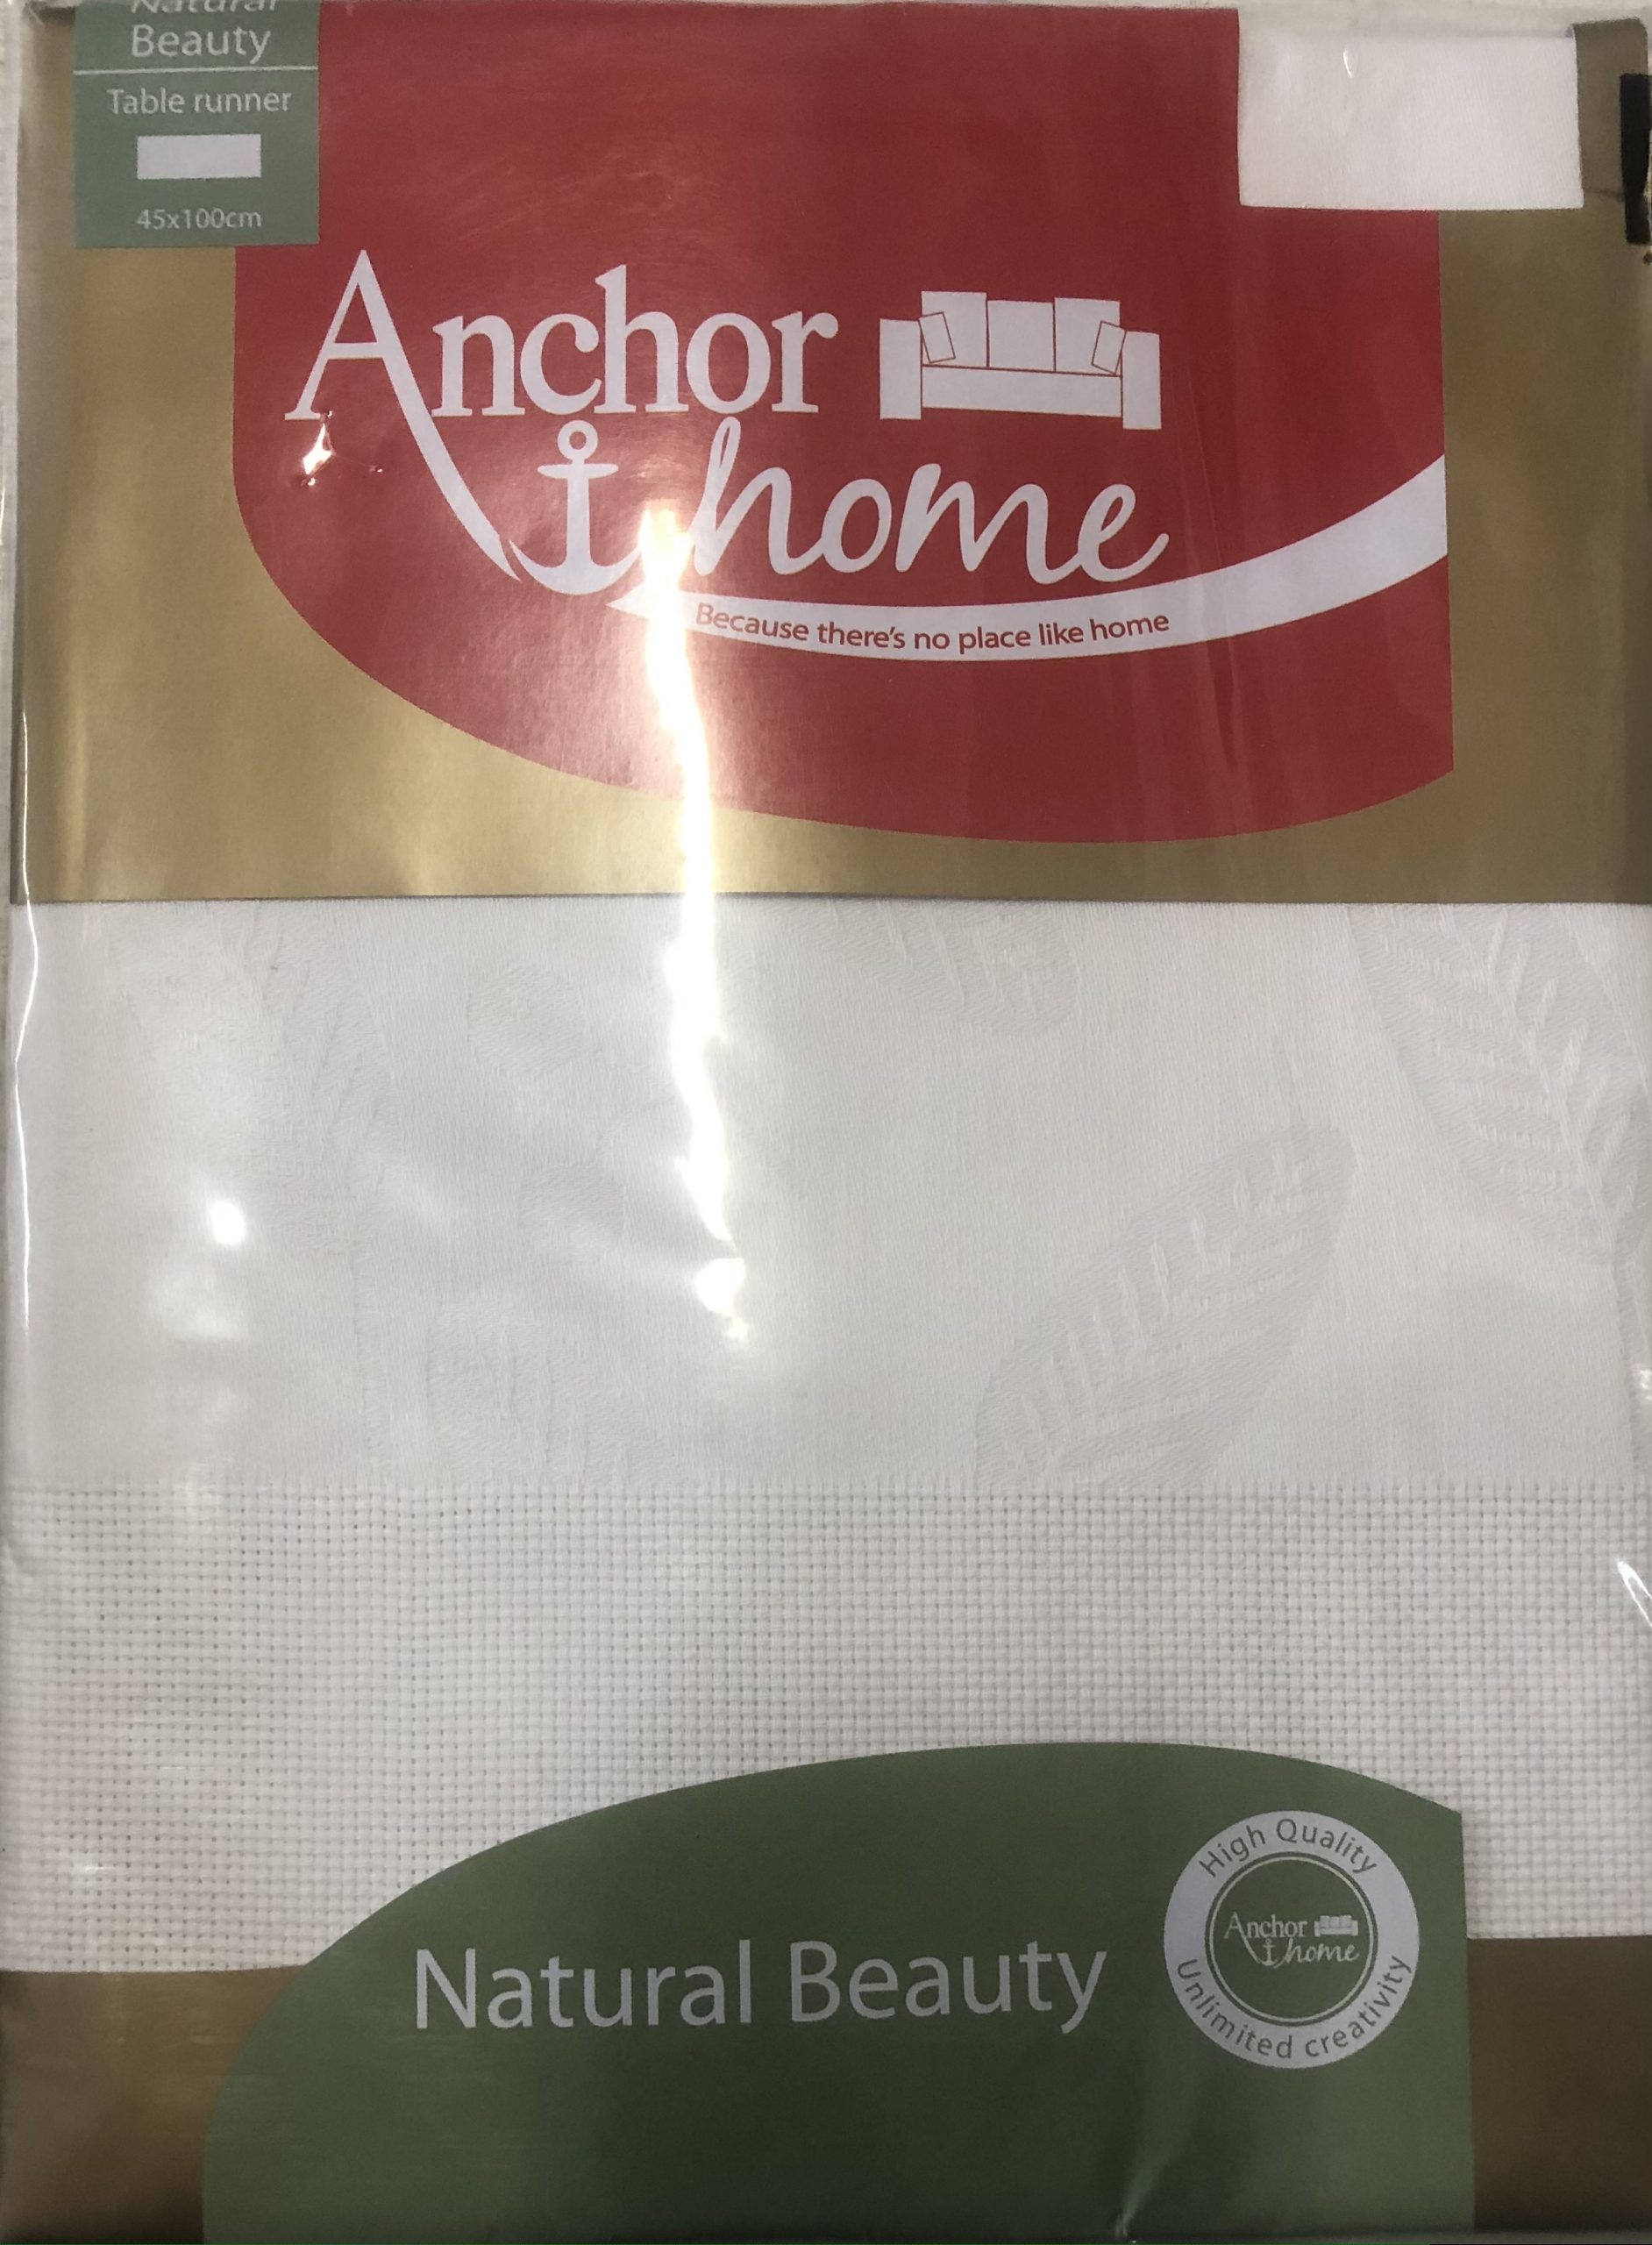 Natural
Beauty
Table runner
45x100cm
Anchor
home
Because there's no place like home
Natural Beauty
High Quality
Anchor
home
Unlimited creativity